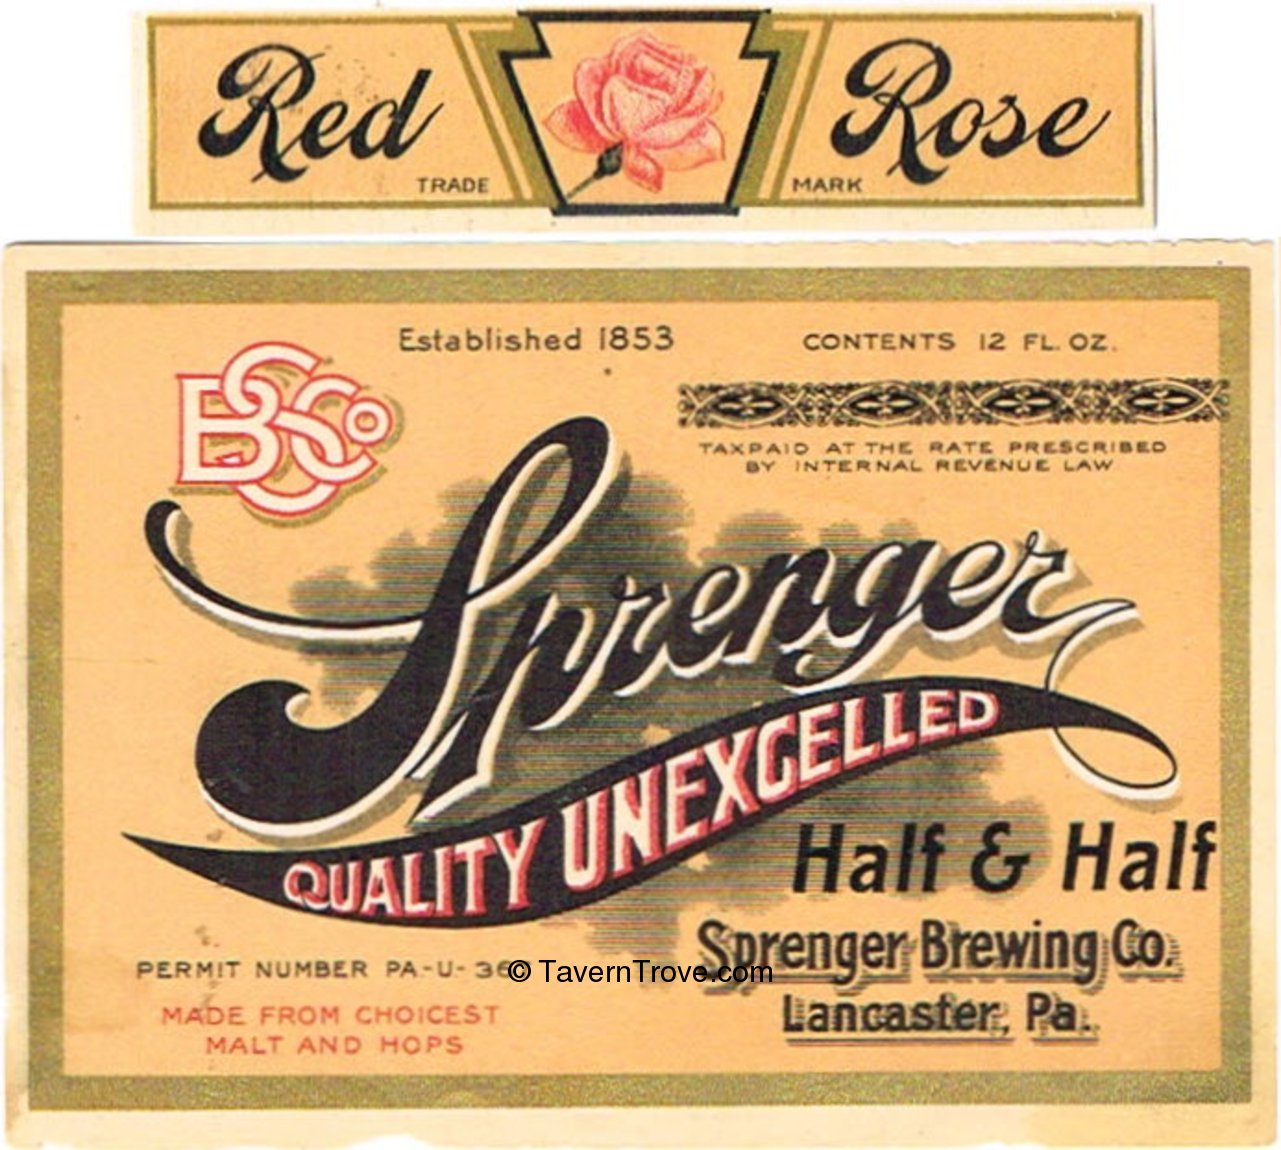 Red Rose
TRADE MARK
Established 1853
CONTENTS 12 FL. OZ.
BSCo
TAXPAID AT THE RATE PRESCRIBED
BY INTERNAL REVENUE LAW
Sprenger
QUALITY UNEXCELLED
Half & Half
Sprenger Brewing Co.
Lancaster, Pa.
PERMIT NUMBER PA-U-
© TavernTrove.com
MADE FROM CHOICEST
MALT AND HOPS